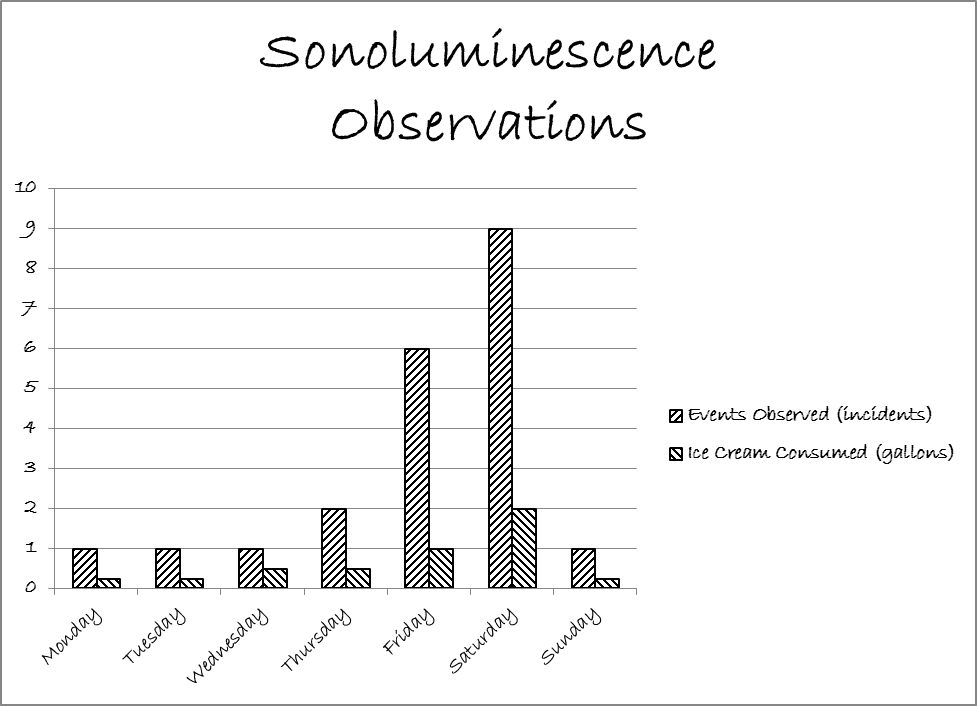 Sonoluminescence
Observations
10
9
8
7
6
5
4
3
2
1
0
Monday
Tuesday
Wednesday
Thursday
Friday
Saturday
Sunday
Events Observed (incidents)
Ice Cream Consumed (gallons)